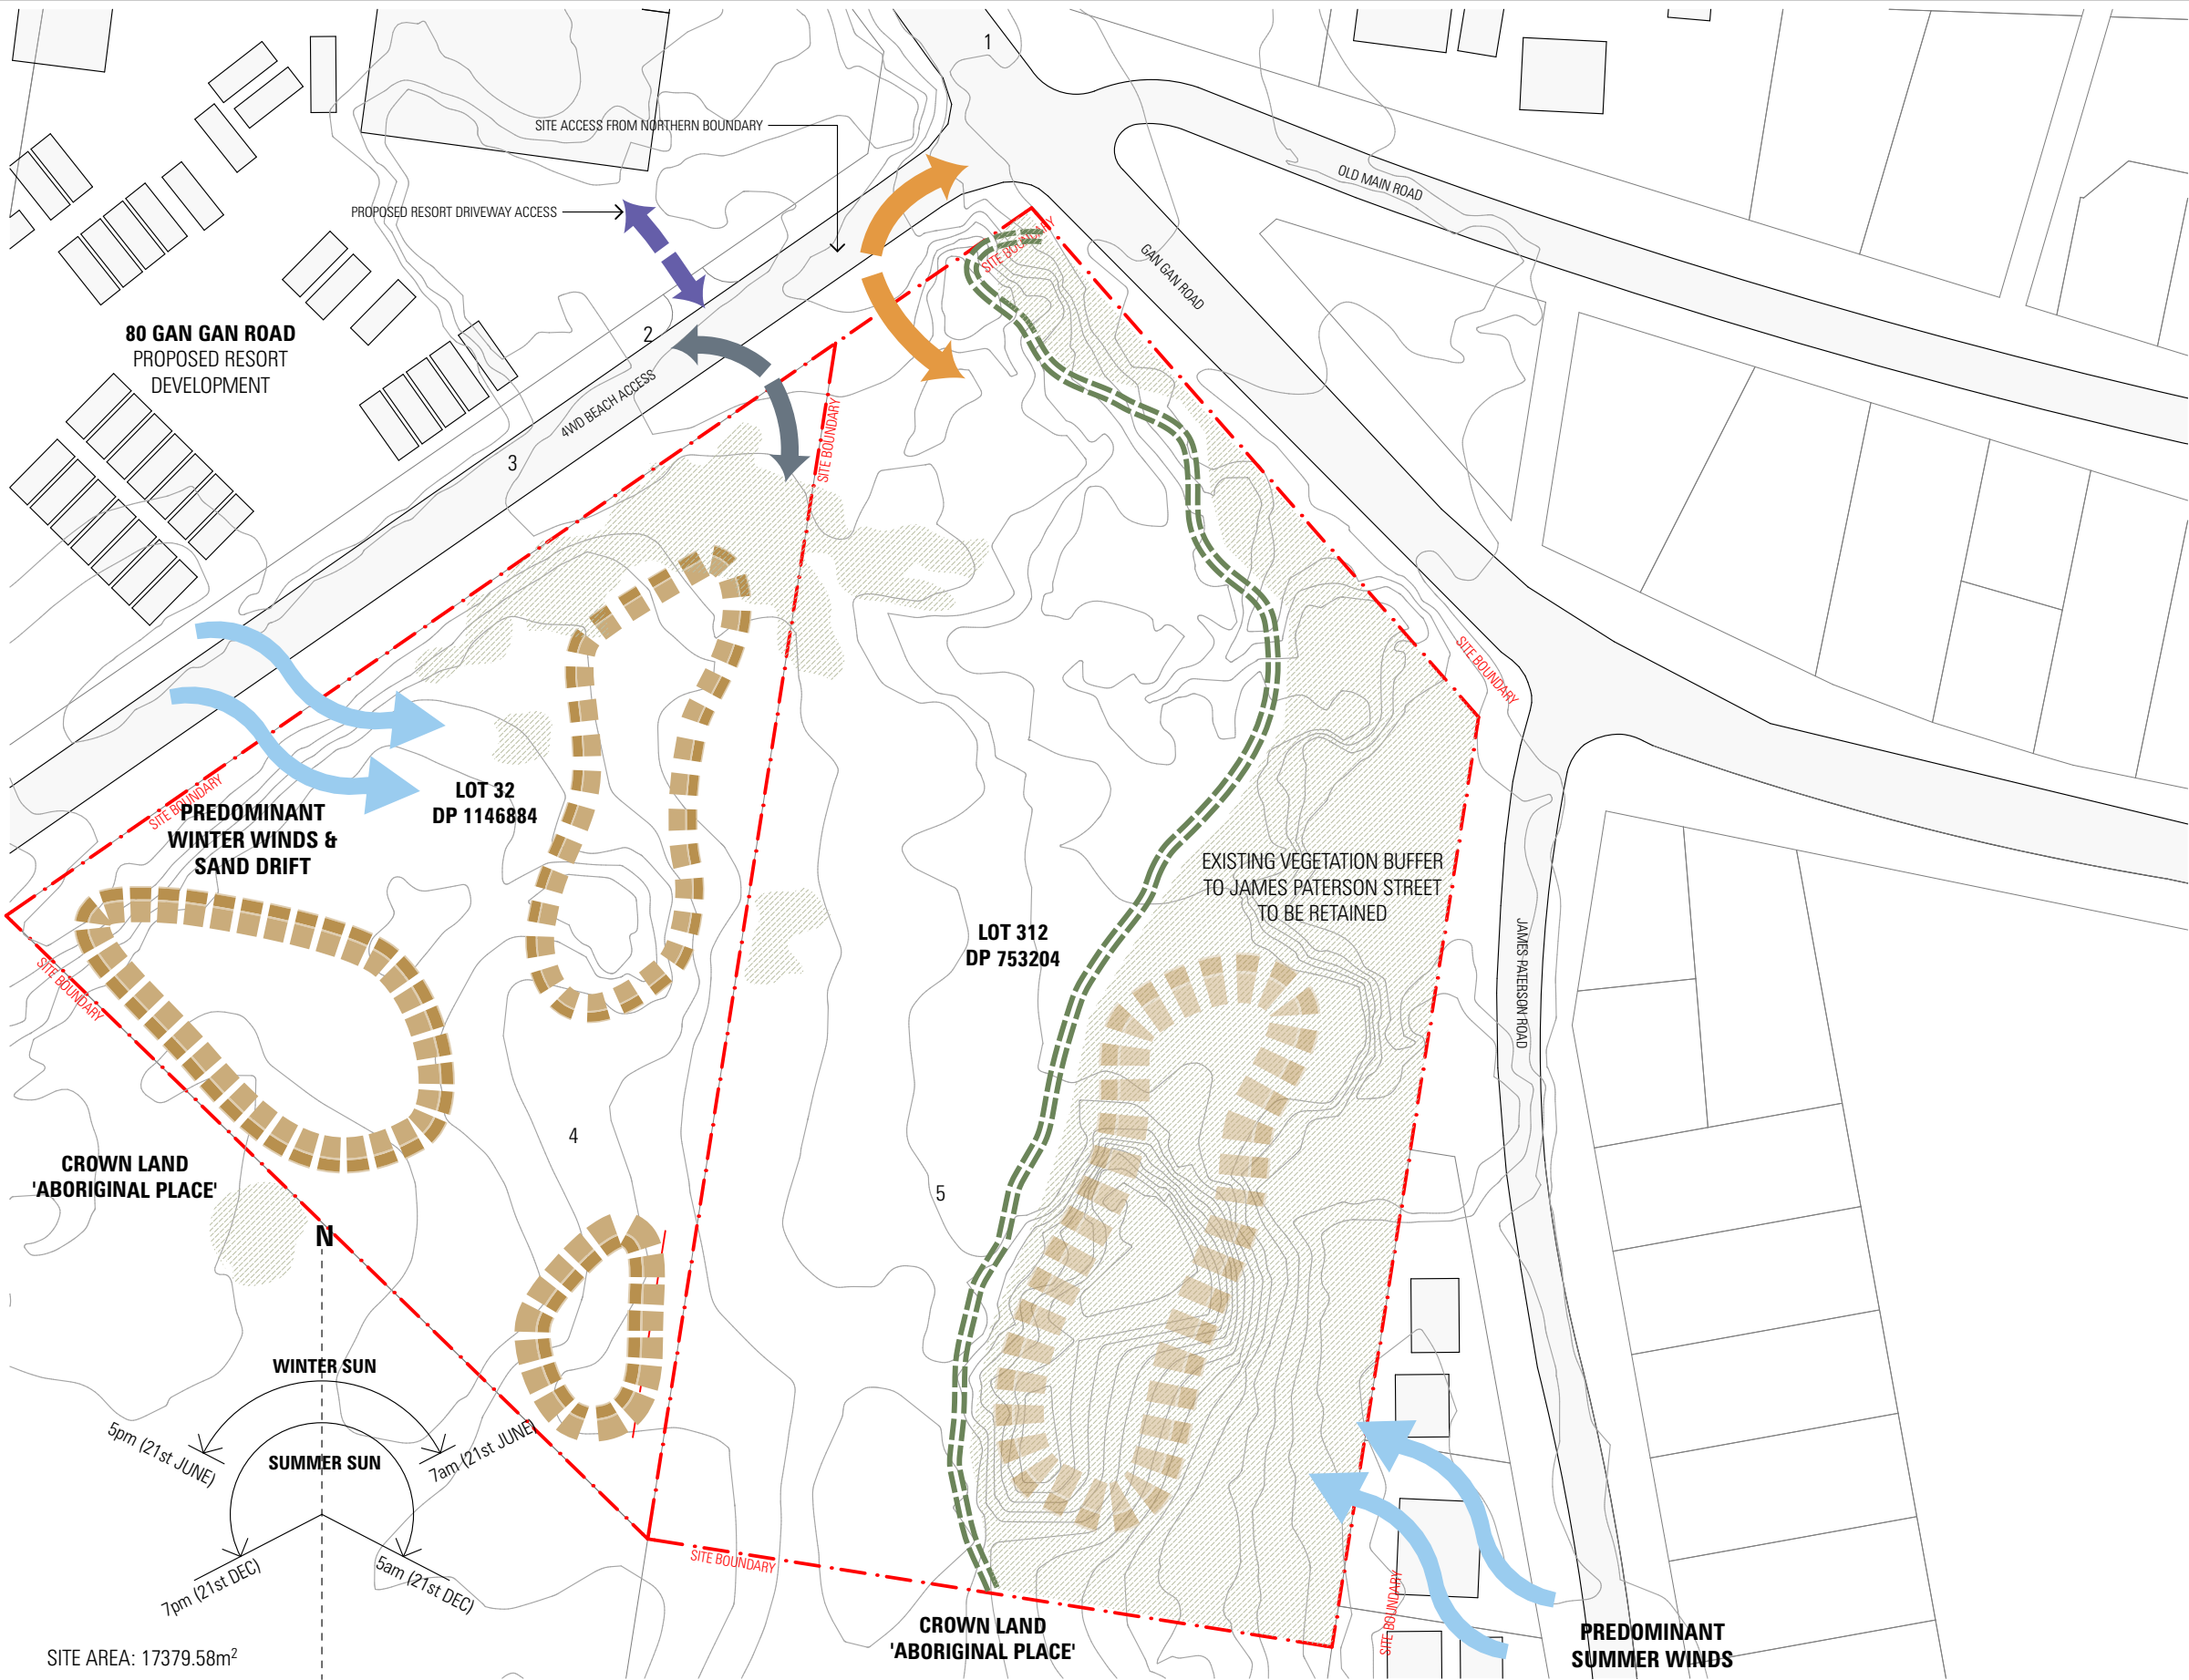 1
SITE ACCESS FROM NORTHERN BOUNDARY
OLD MAIN ROAD
PROPOSED RESORT DRIVEWAY ACCESS
SITE BOUNDARY
GAN GAN ROAD
80 GAN GAN ROAD
PROPOSED RESORT
DEVELOPMENT
2
4WD BEACH ACCESS
3
SITE BOUNDARY
SITE BOUNDARY
SITE BOUNDARY
PREDOMINANT
WINTER WINDS &
SAND DRIFT
LOT 32
DP 1146884
EXISTING VEGETATION BUFFER
TO JAMES PATERSON STREET
TO BE RETAINED
LOT 312
DP 753204
JAMES PATERSON ROAD
SITE BOUNDARY
4
CROWN LAND
'ABORIGINAL PLACE'
5
N
WINTER SUN
5pm (21st JUNE)
7am (21st JUNE)
SUMMER SUN
7pm (21st DEC)
5am (21st DEC)
SITE BOUNDARY
SITE BOUNDARY
CROWN LAND
'ABORIGINAL PLACE'
PREDOMINANT
SUMMER WINDS
SITE AREA: 17379.58m²